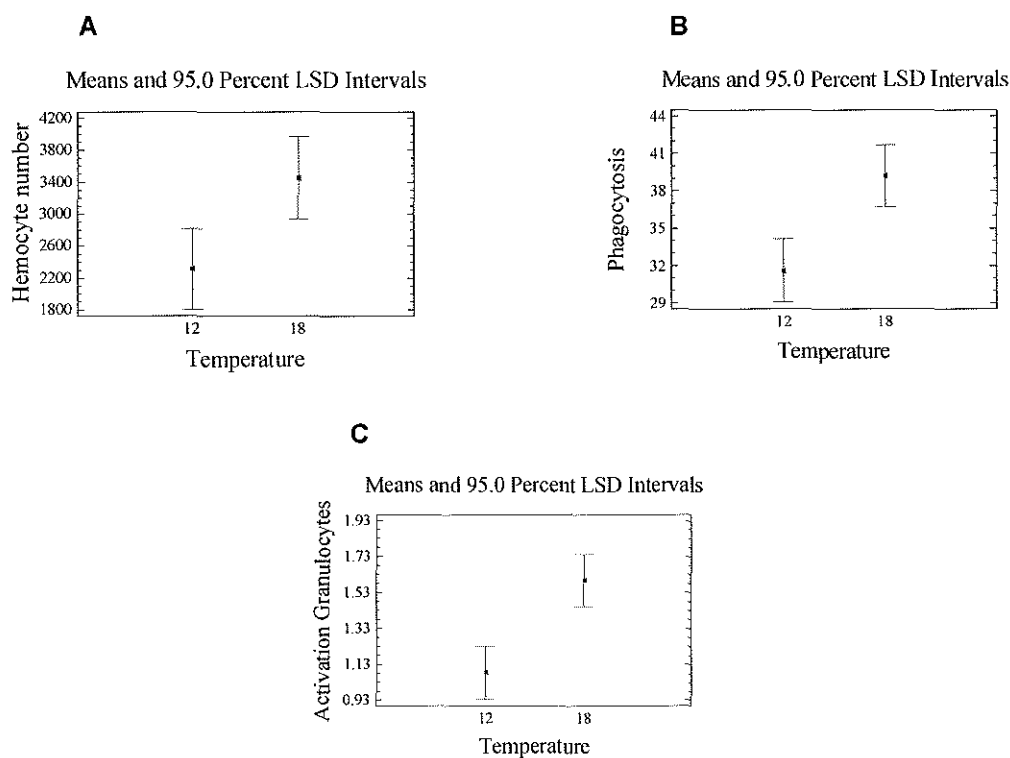 A
Means and 95.0 Percent LSD Intervals
Hemocyte number
4200
3800
3400
3000
2600
2200
1800
12 18
Temperature
B
Means and 95.0 Percent LSD Intervals
Phagocytosis
44
41
38
35
32
29
12 18
Temperature
C
Means and 95.0 Percent LSD Intervals
Activation Granulocytes
1.93
1.73
1.53
1.33
1.13
0.93
12 18
Temperature